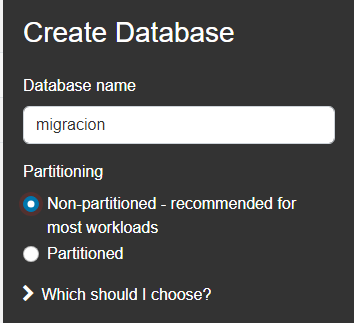 Create Database
Database name
migracion
Partitioning
Non-partitioned - recommended for
most workloads
Partitioned
Which should I choose?